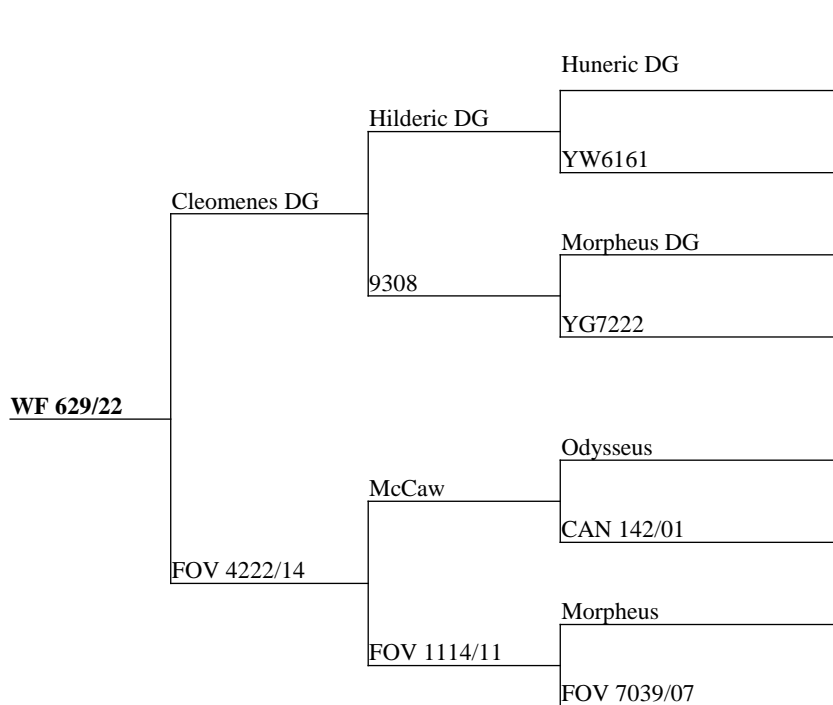 Huneric DG
Hilderic DG
YW6161
Cleomenes DG
Morpheus DG
9308
YG7222
WF 629/22
Odysseus
McCaw
CAN 142/01
FOV 4222/14
Morpheus
FOV 1114/11
FOV 7039/07